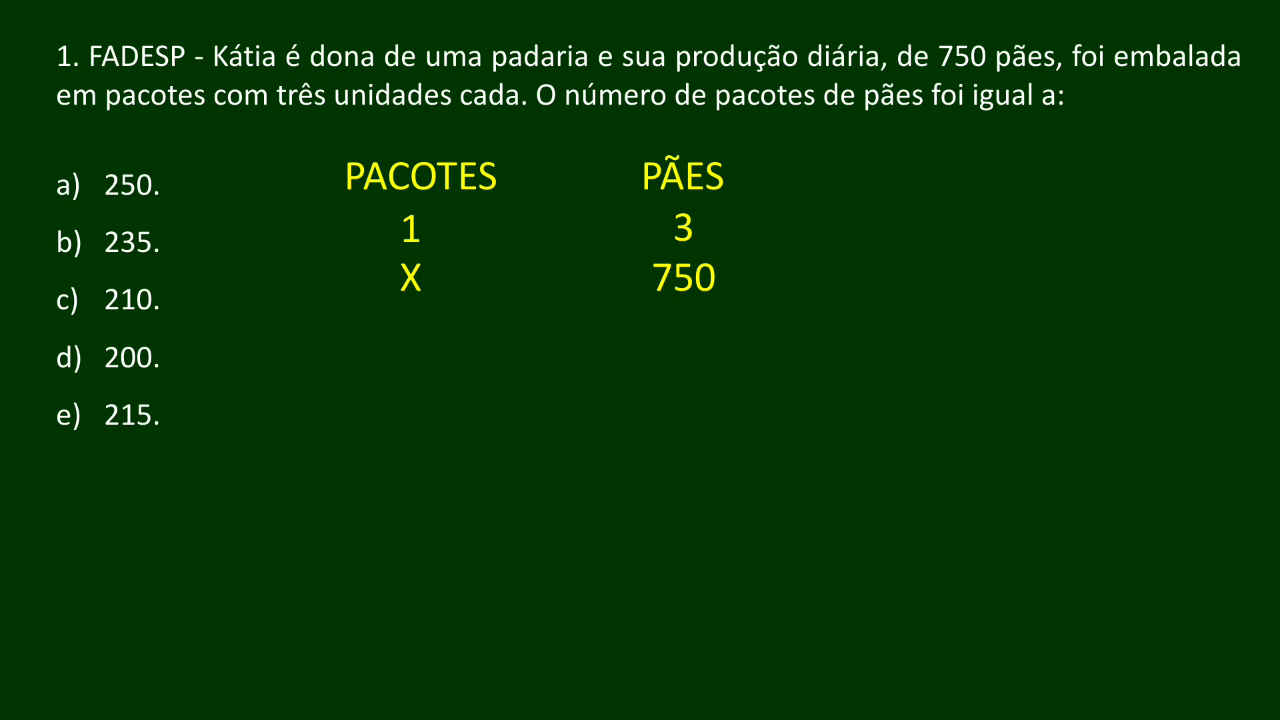 1. FADESP - Kátia é dona de uma padaria e sua produção diária, de 750 pães, foi embalada
em pacotes com três unidades cada. O número de pacotes de pães foi igual a:
PACOTES PÃES
a) 250.
1 3
b) 235.
X 750
c) 210.
d) 200.
e) 215.